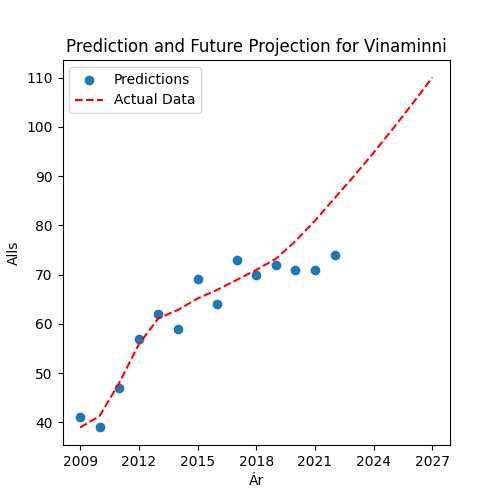 Prediction and Future Projection for Vinaminni
Predictions
Actual Data
110
100
90
80
70
60
50
40
Alls
2009 2012 2015 2018 2021 2024 2027
Ár